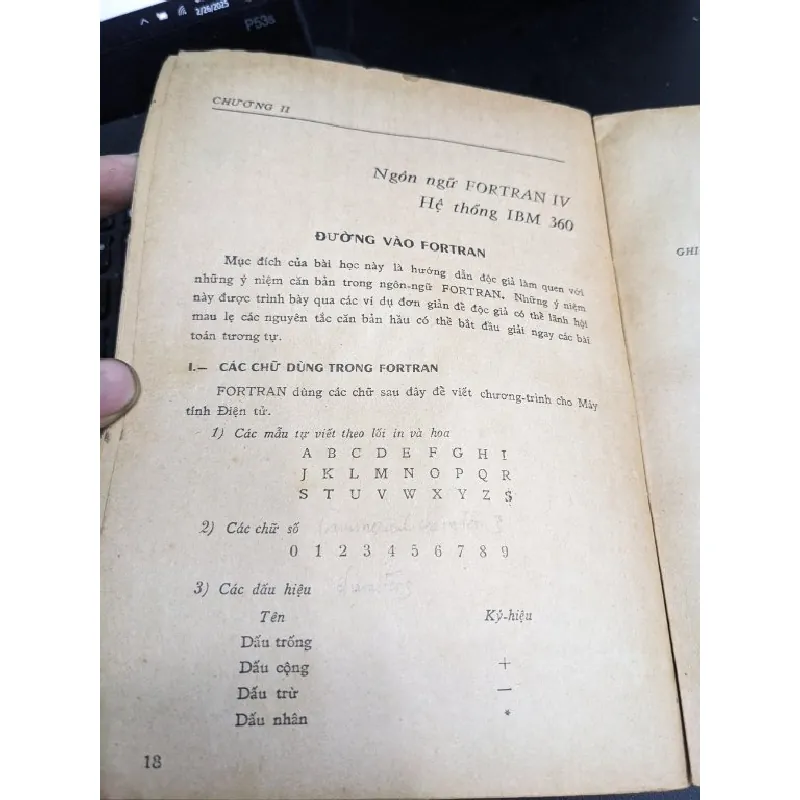 2/26/2025
P53s
CHƯƠNG II
Ngôn ngữ FORTRAN IV
Hệ thống IBM 360
ĐƯỜNG VÀO FORTRAN
Mục đích của bài học này là hướng dẫn độc giả làm quen với
những ý niệm căn bản trong ngôn-ngữ FORTRAN. Những ý niệm
này được trình bày qua các ví dụ đơn giản để độc giả có thể lãnh hội
mau lẹ các nguyên tắc căn bản hầu có thể bắt đầu giải ngay các bài
toán tương tự.
I.— CÁC CHỮ DÙNG TRONG FORTRAN
FORTRAN dùng các chữ sau đây để viết chương-trình cho Máy
tính Điện tử.
1) Các mẫu tự viết theo lối in và hoa
A B C D E F G H I
J K L M N O P Q R
S T U V W X Y Z $
2) Các chữ số
0 1 2 3 4 5 6 7 8 9
3) Các dấu hiệu
Tên Ký-hiệu
Dấu trống
Dấu cộng +
Dấu trừ —
Dấu nhân *
18
GHI